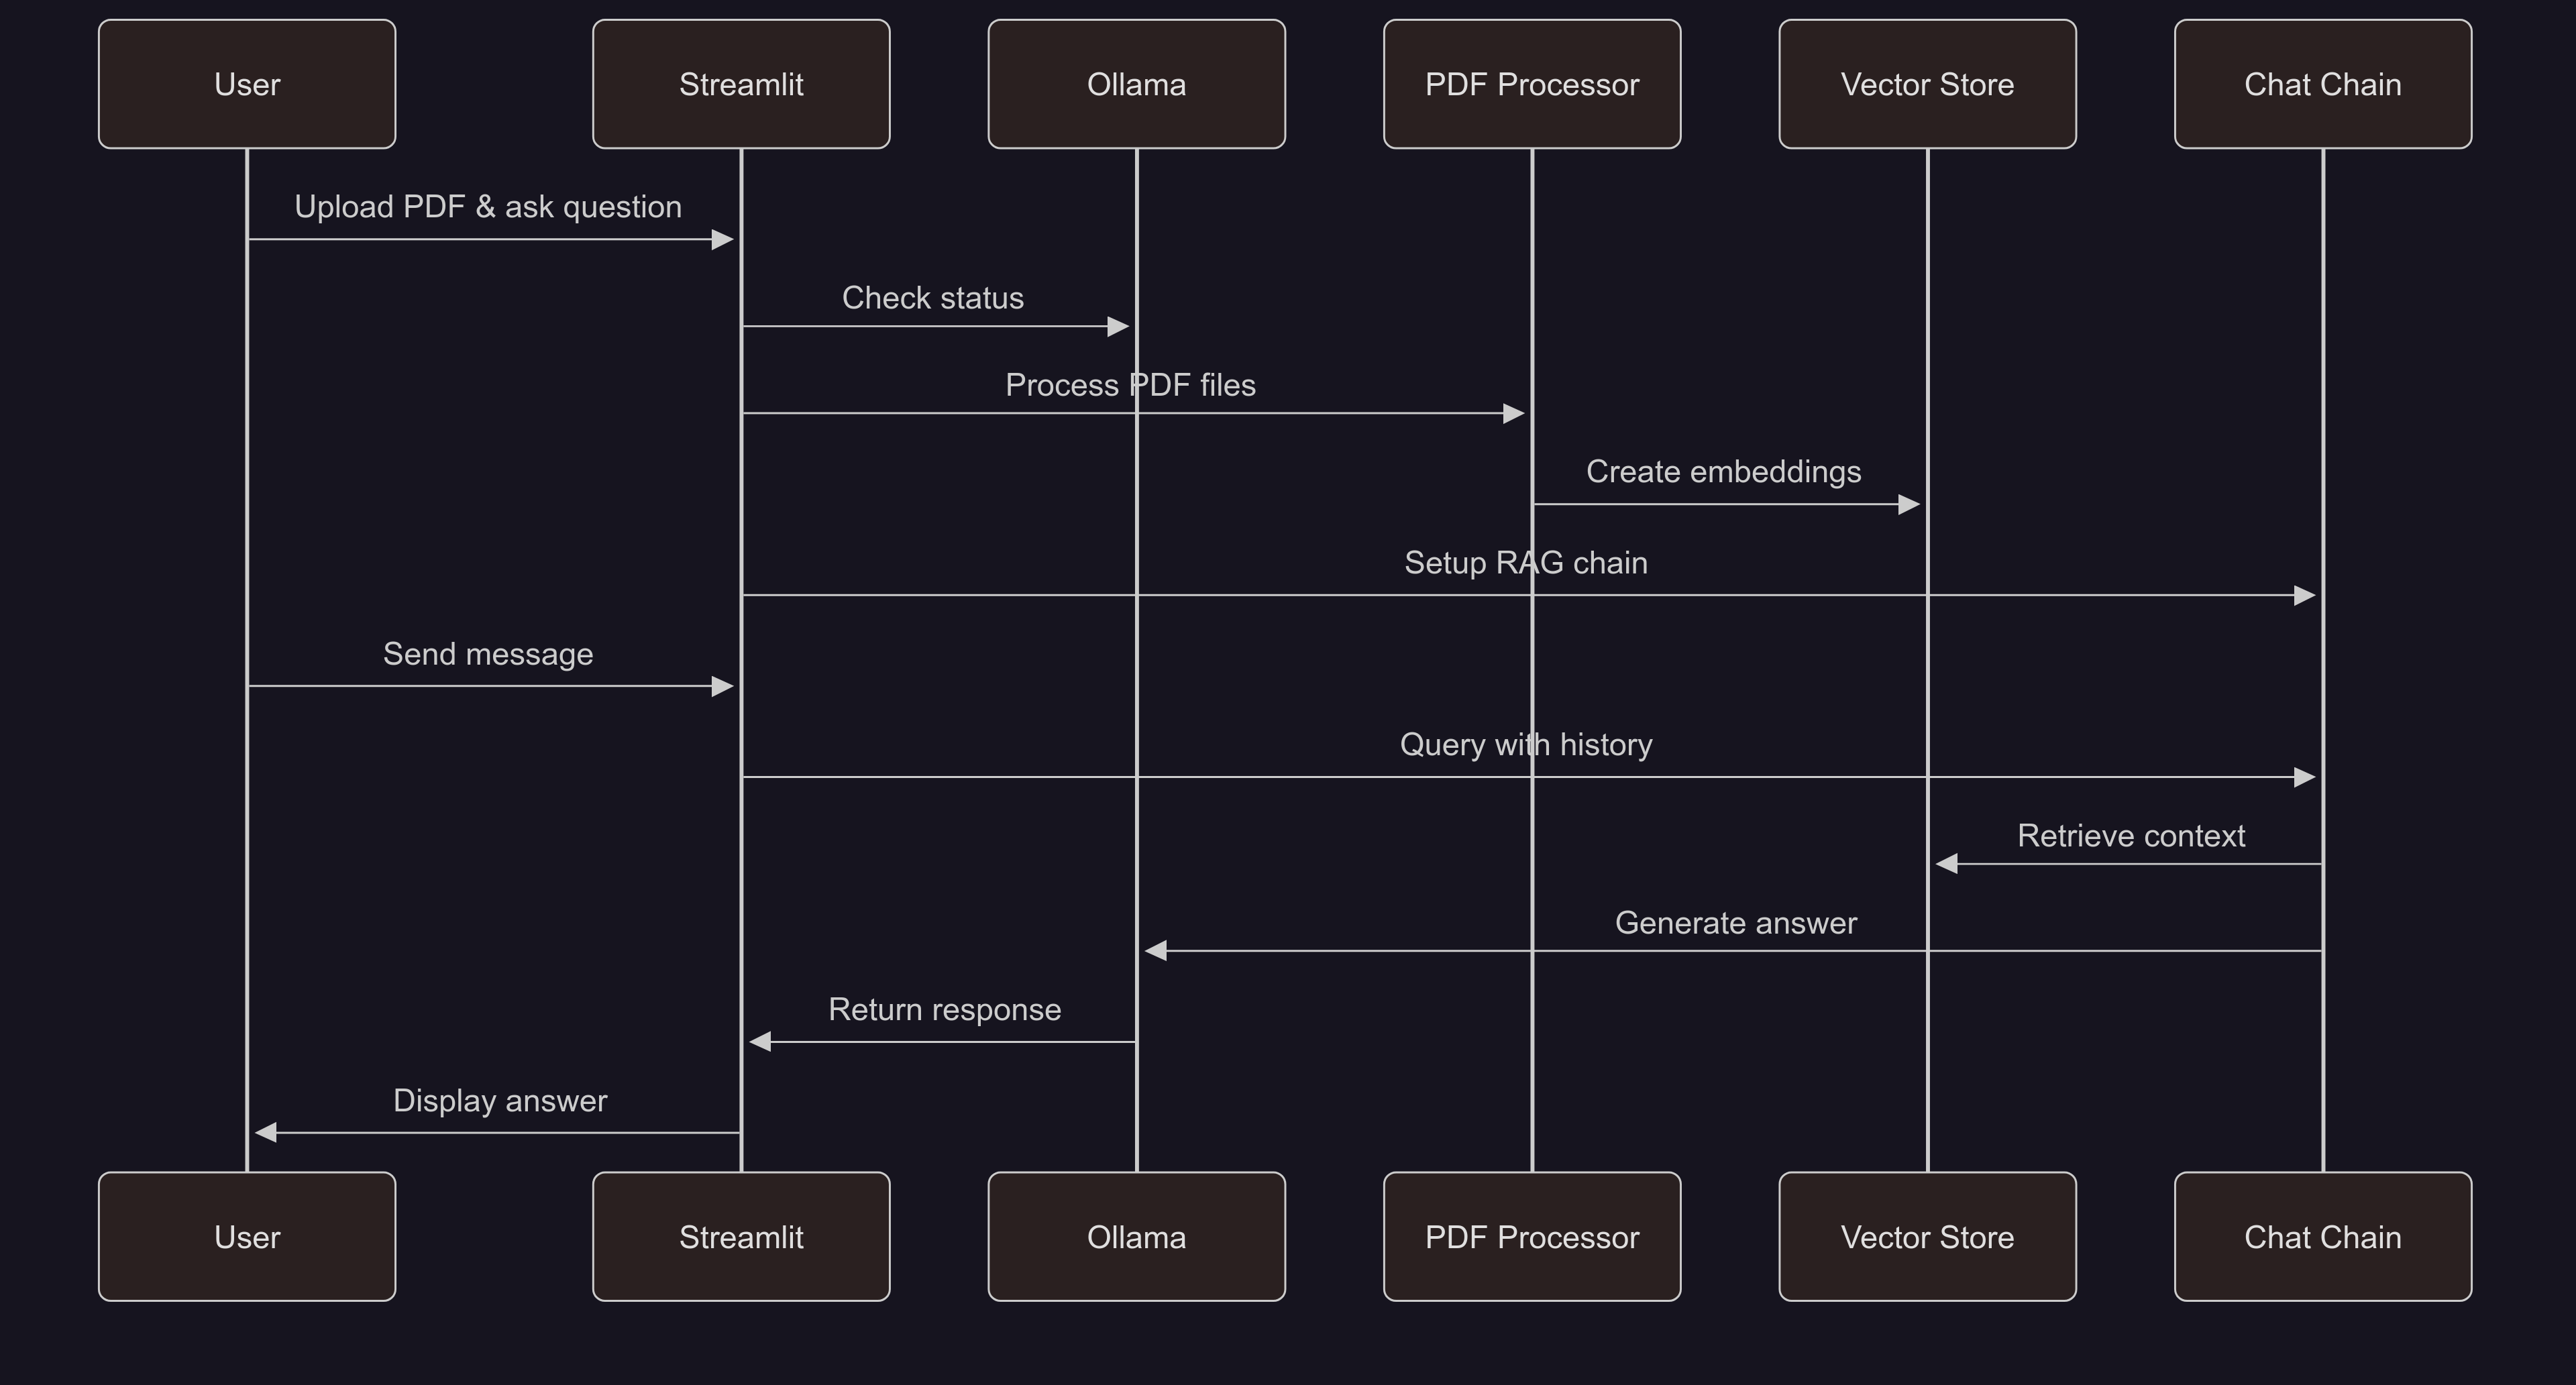 User
Streamlit
Ollama
PDF Processor
Vector Store
Chat Chain
Upload PDF & ask question
Check status
Process PDF files
Create embeddings
Setup RAG chain
Send message
Query with history
Retrieve context
Generate answer
Return response
Display answer
User
Streamlit
Ollama
PDF Processor
Vector Store
Chat Chain